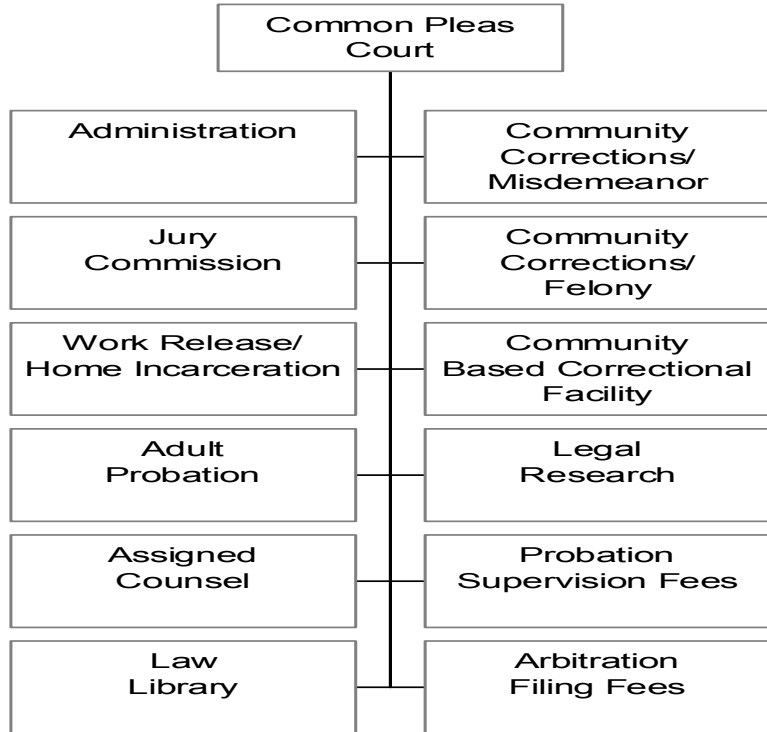 Common Pleas
Court
Administration
Community
Corrections/
Misdemeanor
Jury
Commission
Community
Corrections/
Felony
Work Release/
Home Incarceration
Community
Based Correctional
Facility
Adult
Probation
Legal
Research
Assigned
Counsel
Probation
Supervision Fees
Law
Library
Arbitration
Filing Fees